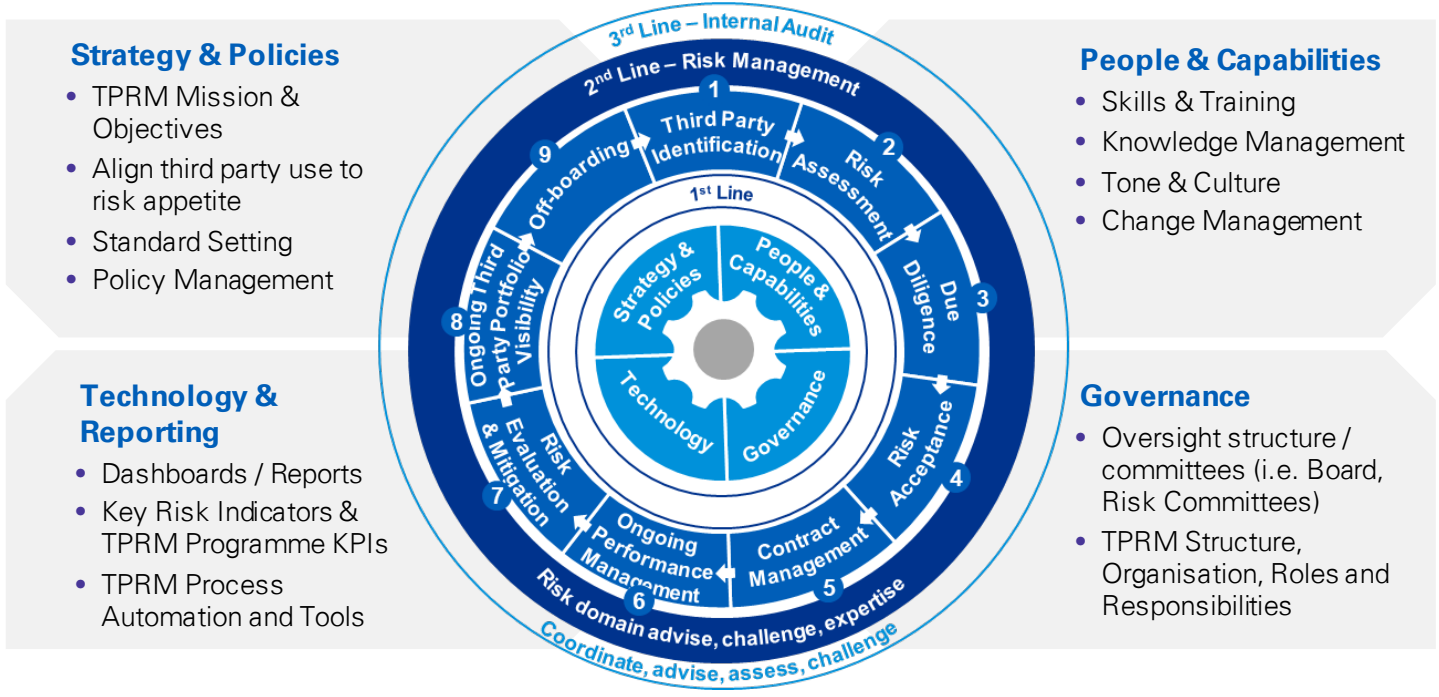 Strategy & Policies
• TPRM Mission &
Objectives
• Align third party use to
risk appetite
• Standard Setting
• Policy Management
People & Capabilities
• Skills & Training
• Knowledge Management
• Tone & Culture
• Change Management
Technology &
Reporting
• Dashboards / Reports
• Key Risk Indicators &
TPRM Programme KPIs
• TPRM Process
Automation and Tools
Governance
• Oversight structure /
committees (i.e. Board,
Risk Committees)
• TPRM Structure,
Organisation, Roles and
Responsibilities
3rd Line – Internal Audit
2nd Line – Risk Management
1
Third Party
Identification
2
Risk
Assessment
3
Due
Diligence
4
Risk
Acceptance
5
Contract
Management
6
Ongoing
Performance
Management
7
Risk
Evaluation
& Mitigation
8
Ongoing Third
Party Portfolio
Visibility
9
Off-boarding
1st Line
Strategy &
Policies
People &
Capabilities
Technology
Governance
Risk domain advise, challenge, expertise
Coordinate, advise, assess, challenge